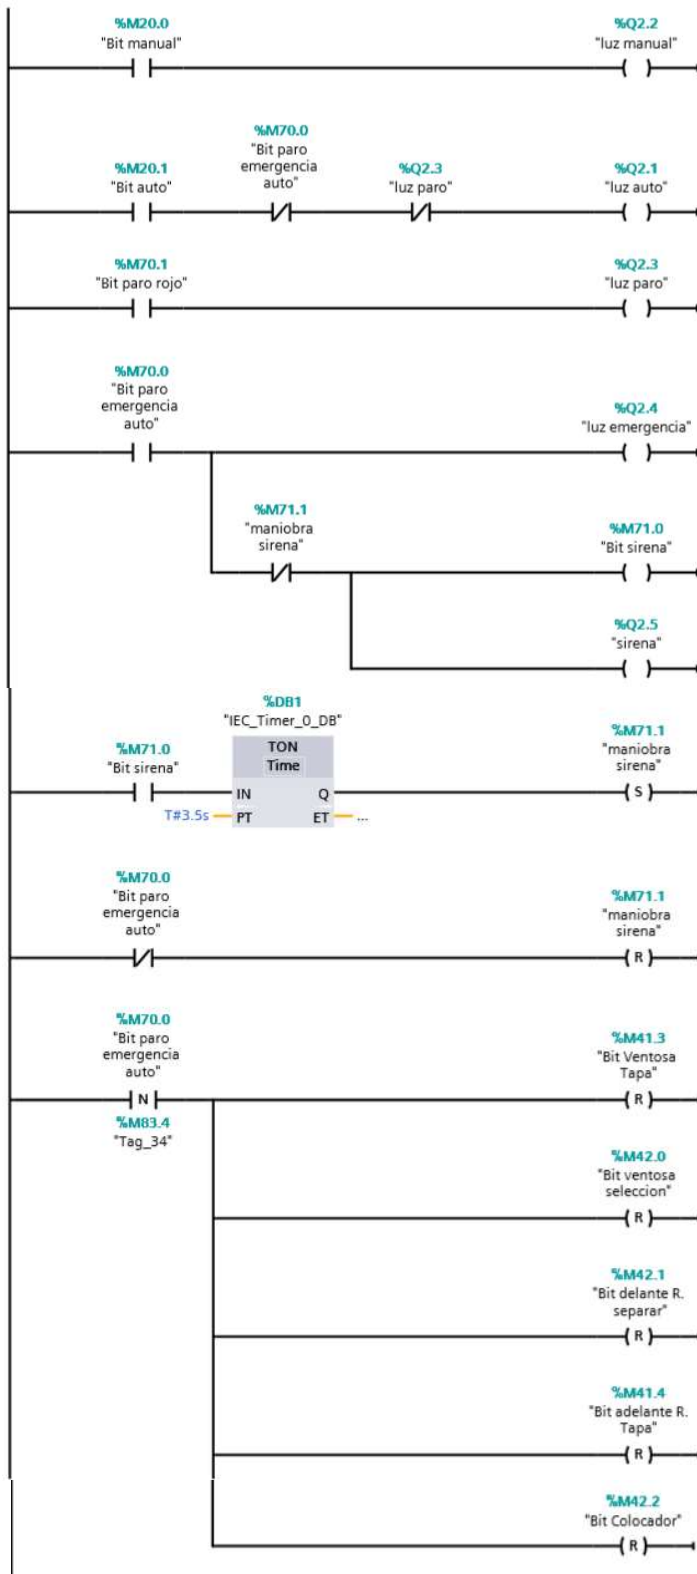 %M20.0
"Bit manual"
%Q2.2
"luz manual"
%M20.1
"Bit auto"
%M70.0
"Bit paro
emergencia
auto"
%Q2.3
"luz paro"
%Q2.1
"luz auto"
%M70.1
"Bit paro rojo"
%Q2.3
"luz paro"
%M70.0
"Bit paro
emergencia
auto"
%Q2.4
"luz emergencia"
%M71.1
"maniobra
sirena"
%M71.0
"Bit sirena"
%Q2.5
"sirena"
%M71.0
"Bit sirena"
%DB1
"IEC_Timer_0_DB"
TON
Time
IN
Q
T#3.5s
PT
ET
...
%M71.1
"maniobra
sirena"
S
%M70.0
"Bit paro
emergencia
auto"
%M71.1
"maniobra
sirena"
R
%M70.0
"Bit paro
emergencia
auto"
N
%M83.4
"Tag_34"
%M41.3
"Bit Ventosa
Tapa"
R
%M42.0
"Bit ventosa
seleccion"
R
%M42.1
"Bit delante R.
separar"
R
%M41.4
"Bit adelante R.
Tapa"
R
%M42.2
"Bit Colocador"
R